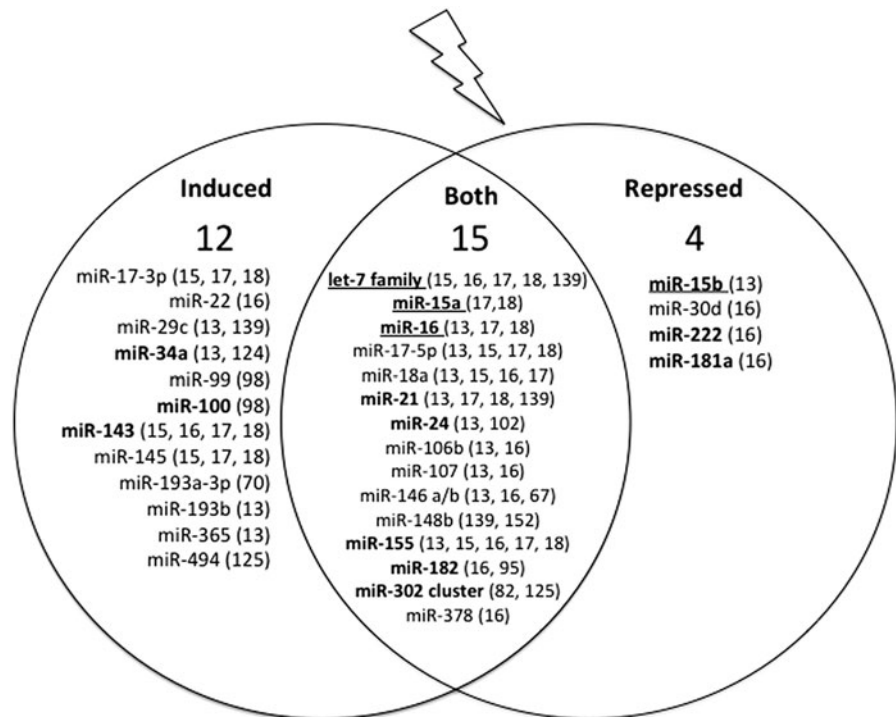 Induced
12
miR-17-3p (15, 17, 18)
miR-22 (16)
miR-29c (13, 139)
miR-34a (13, 124)
miR-99 (98)
miR-100 (98)
miR-143 (15, 16, 17, 18)
miR-145 (15, 17, 18)
miR-193a-3p (70)
miR-193b (13)
miR-365 (13)
miR-494 (125)
Both
15
let-7 family (15, 16, 17, 18, 139)
miR-15a (17,18)
miR-16 (13, 17, 18)
miR-17-5p (13, 15, 17, 18)
miR-18a (13, 15, 16, 17)
miR-21 (13, 17, 18, 139)
miR-24 (13, 102)
miR-106b (13, 16)
miR-107 (13, 16)
miR-146 a/b (13, 16, 67)
miR-148b (139, 152)
miR-155 (13, 15, 16, 17, 18)
miR-182 (16, 95)
miR-302 cluster (82, 125)
miR-378 (16)
Repressed
4
miR-15b (13)
miR-30d (16)
miR-222 (16)
miR-181a (16)